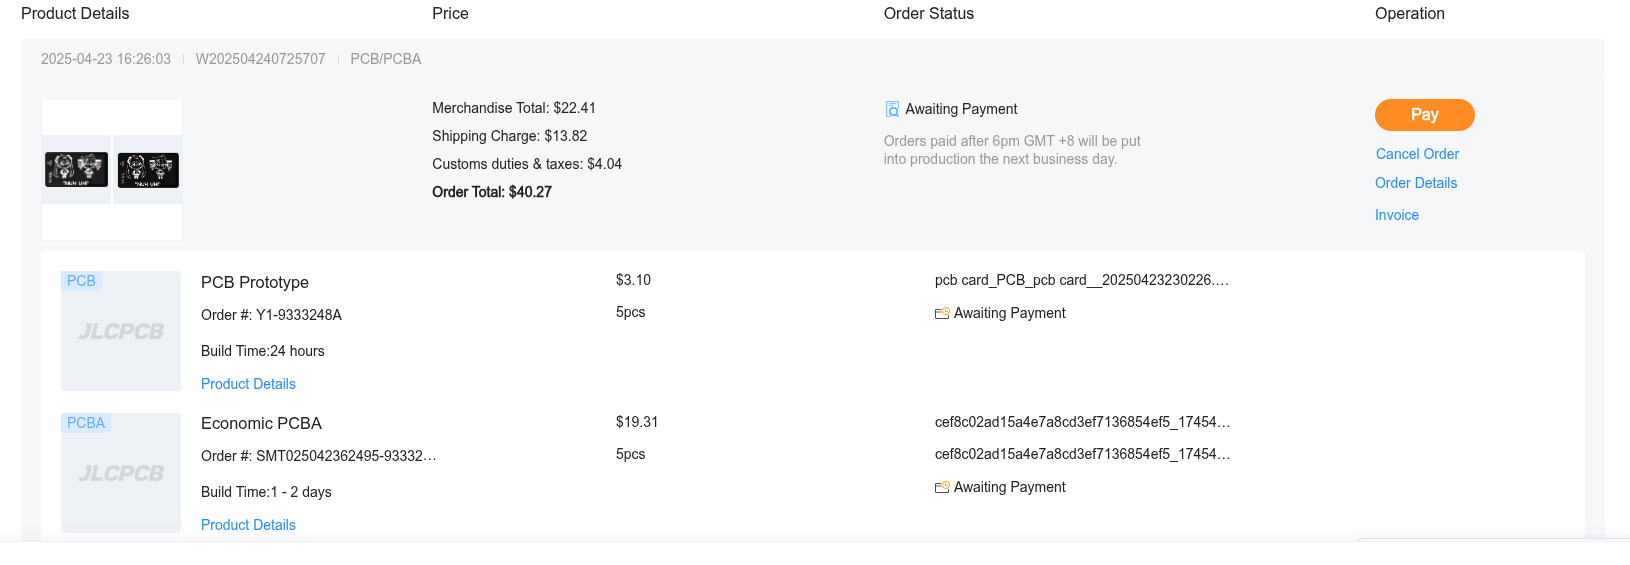 Product Details Price Order Status Operation
2025-04-23 16:26:03 | W202504240725707 | PCB/PCBA
"NUH UH!" "NUH UH!"
Merchandise Total: $22.41
Shipping Charge: $13.82
Customs duties & taxes: $4.04
Order Total: $40.27
Awaiting Payment
Orders paid after 6pm GMT +8 will be put
into production the next business day.
Pay
Cancel Order
Order Details
Invoice
PCB
JLCPCB
PCB Prototype
Order #: Y1-9333248A
Build Time:24 hours
Product Details
$3.10
5pcs
pcb card_PCB_pcb card__20250423230226.…
Awaiting Payment
PCBA
JLCPCB
Economic PCBA
Order #: SMT025042362495-93332…
Build Time:1 - 2 days
Product Details
$19.31
5pcs
cef8c02ad15a4e7a8cd3ef7136854ef5_17454…
cef8c02ad15a4e7a8cd3ef7136854ef5_17454…
Awaiting Payment